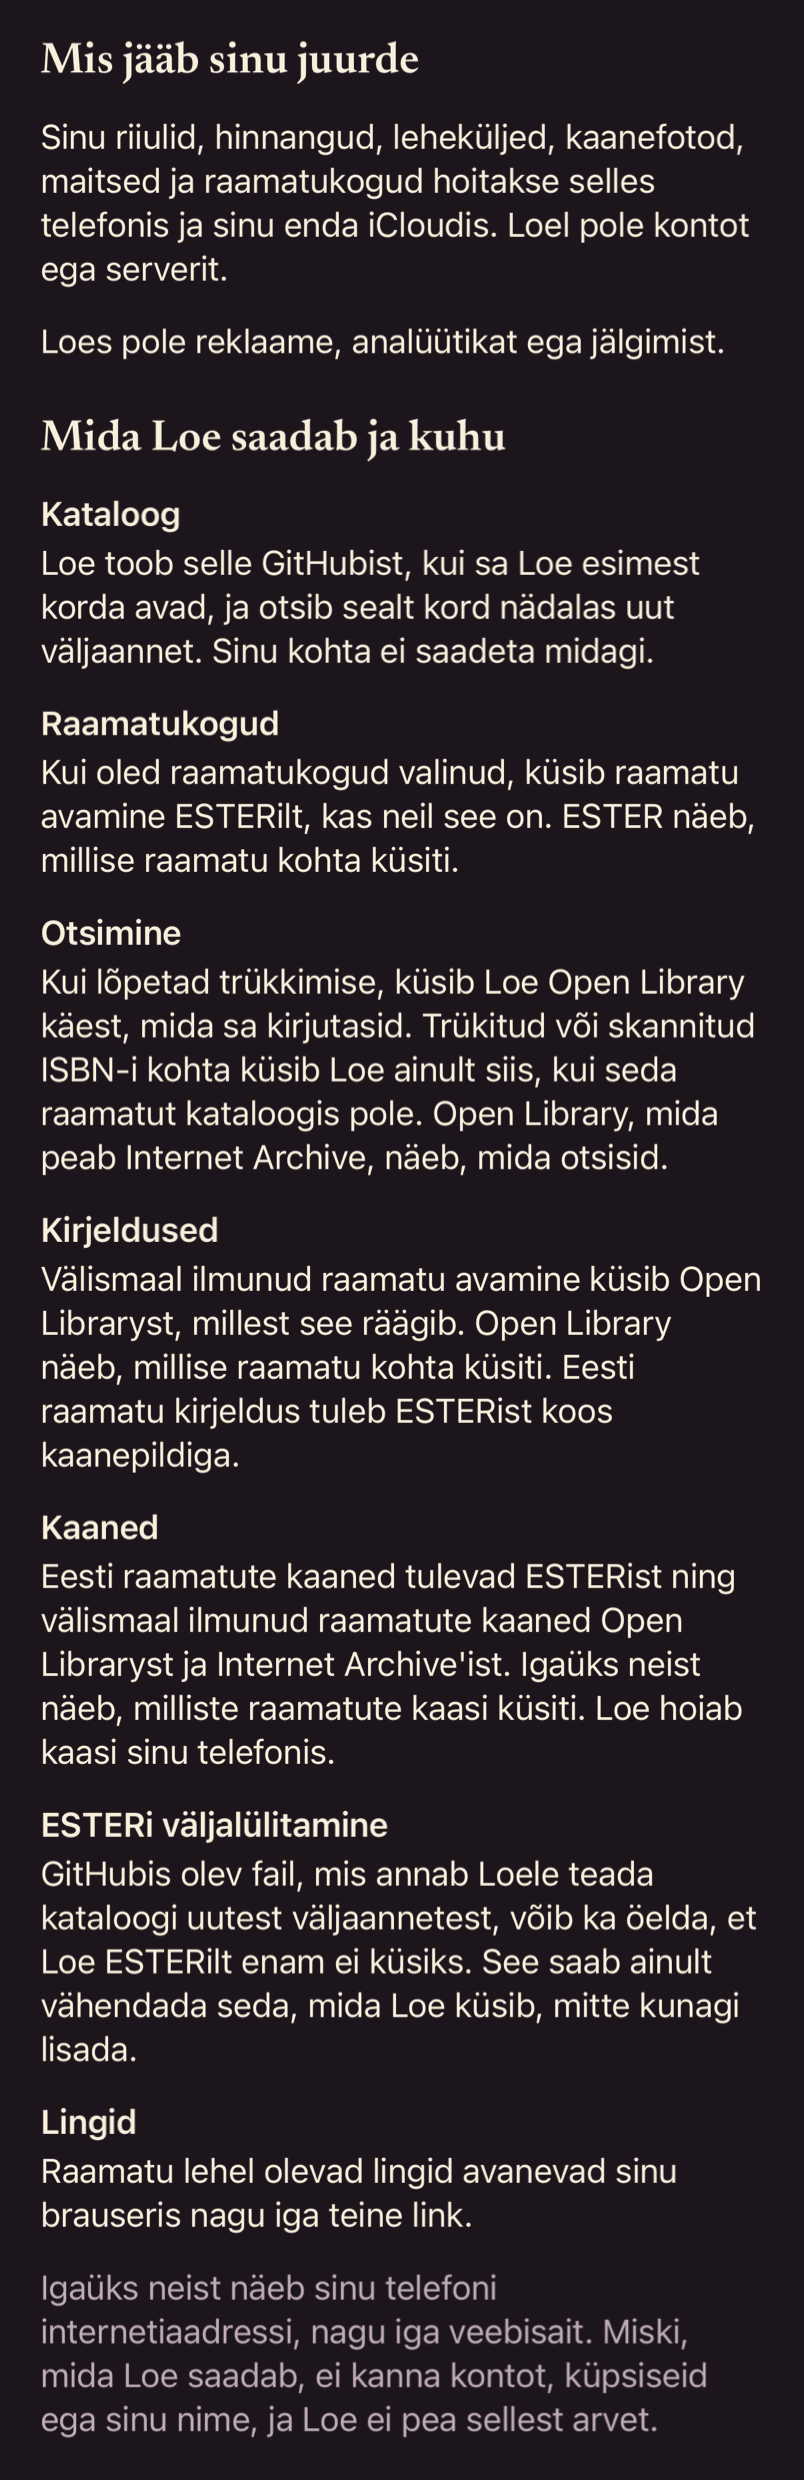 Mis jääb sinu juurde
Sinu riiulid, hinnangud, leheküljed, kaanefotod,
maitsed ja raamatukogud hoitakse selles
telefonis ja sinu enda iCloudis. Loel pole kontot
ega serverit.
Loes pole reklaame, analüütikat ega jälgimist.
Mida Loe saadab ja kuhu
Kataloog
Loe toob selle GitHubist, kui sa Loe esimest
korda avad, ja otsib sealt kord nädalas uut
väljaannet. Sinu kohta ei saadeta midagi.
Raamatukogud
Kui oled raamatukogud valinud, küsib raamatu
avamine ESTERilt, kas neil see on. ESTER näeb,
millise raamatu kohta küsiti.
Otsimine
Kui lõpetad trükkimise, küsib Loe Open Library
käest, mida sa kirjutasid. Trükitud või skannitud
ISBN-i kohta küsib Loe ainult siis, kui seda
raamatut kataloogis pole. Open Library, mida
peab Internet Archive, näeb, mida otsisid.
Kirjeldused
Välismaal ilmunud raamatu avamine küsib Open
Libraryst, millest see räägib. Open Library
näeb, millise raamatu kohta küsiti. Eesti
raamatu kirjeldus tuleb ESTERist koos
kaanepildiga.
Kaaned
Eesti raamatute kaaned tulevad ESTERist ning
välismaal ilmunud raamatute kaaned Open
Libraryst ja Internet Archive'ist. Igaüks neist
näeb, milliste raamatute kaasi küsiti. Loe hoiab
kaasi sinu telefonis.
ESTERi väljalülitamine
GitHubis olev fail, mis annab Loele teada
kataloogi uutest väljaannetest, võib ka öelda, et
Loe ESTERilt enam ei küsiks. See saab ainult
vähendada seda, mida Loe küsib, mitte kunagi
lisada.
Lingid
Raamatu lehel olevad lingid avanevad sinu
brauseris nagu iga teine link.
Igaüks neist näeb sinu telefoni
internetiaadressi, nagu iga veebisait. Miski,
mida Loe saadab, ei kanna kontot, küpsiseid
ega sinu nime, ja Loe ei pea sellest arvet.